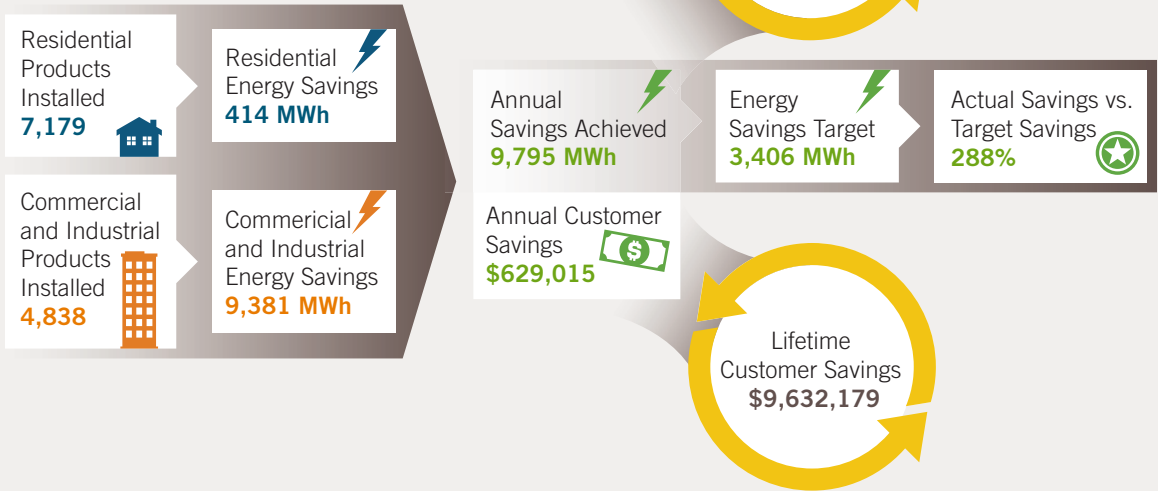 Residential
Products
Installed
7,179
Residential
Energy Savings
414 MWh
Commercial
and Industrial
Products
Installed
4,838
Commericial
and Industrial
Energy Savings
9,381 MWh
Annual
Savings Achieved
9,795 MWh
Annual Customer
Savings
$629,015
$
Energy
Savings Target
3,406 MWh
Actual Savings vs.
Target Savings
288%
Lifetime
Customer Savings
$9,632,179